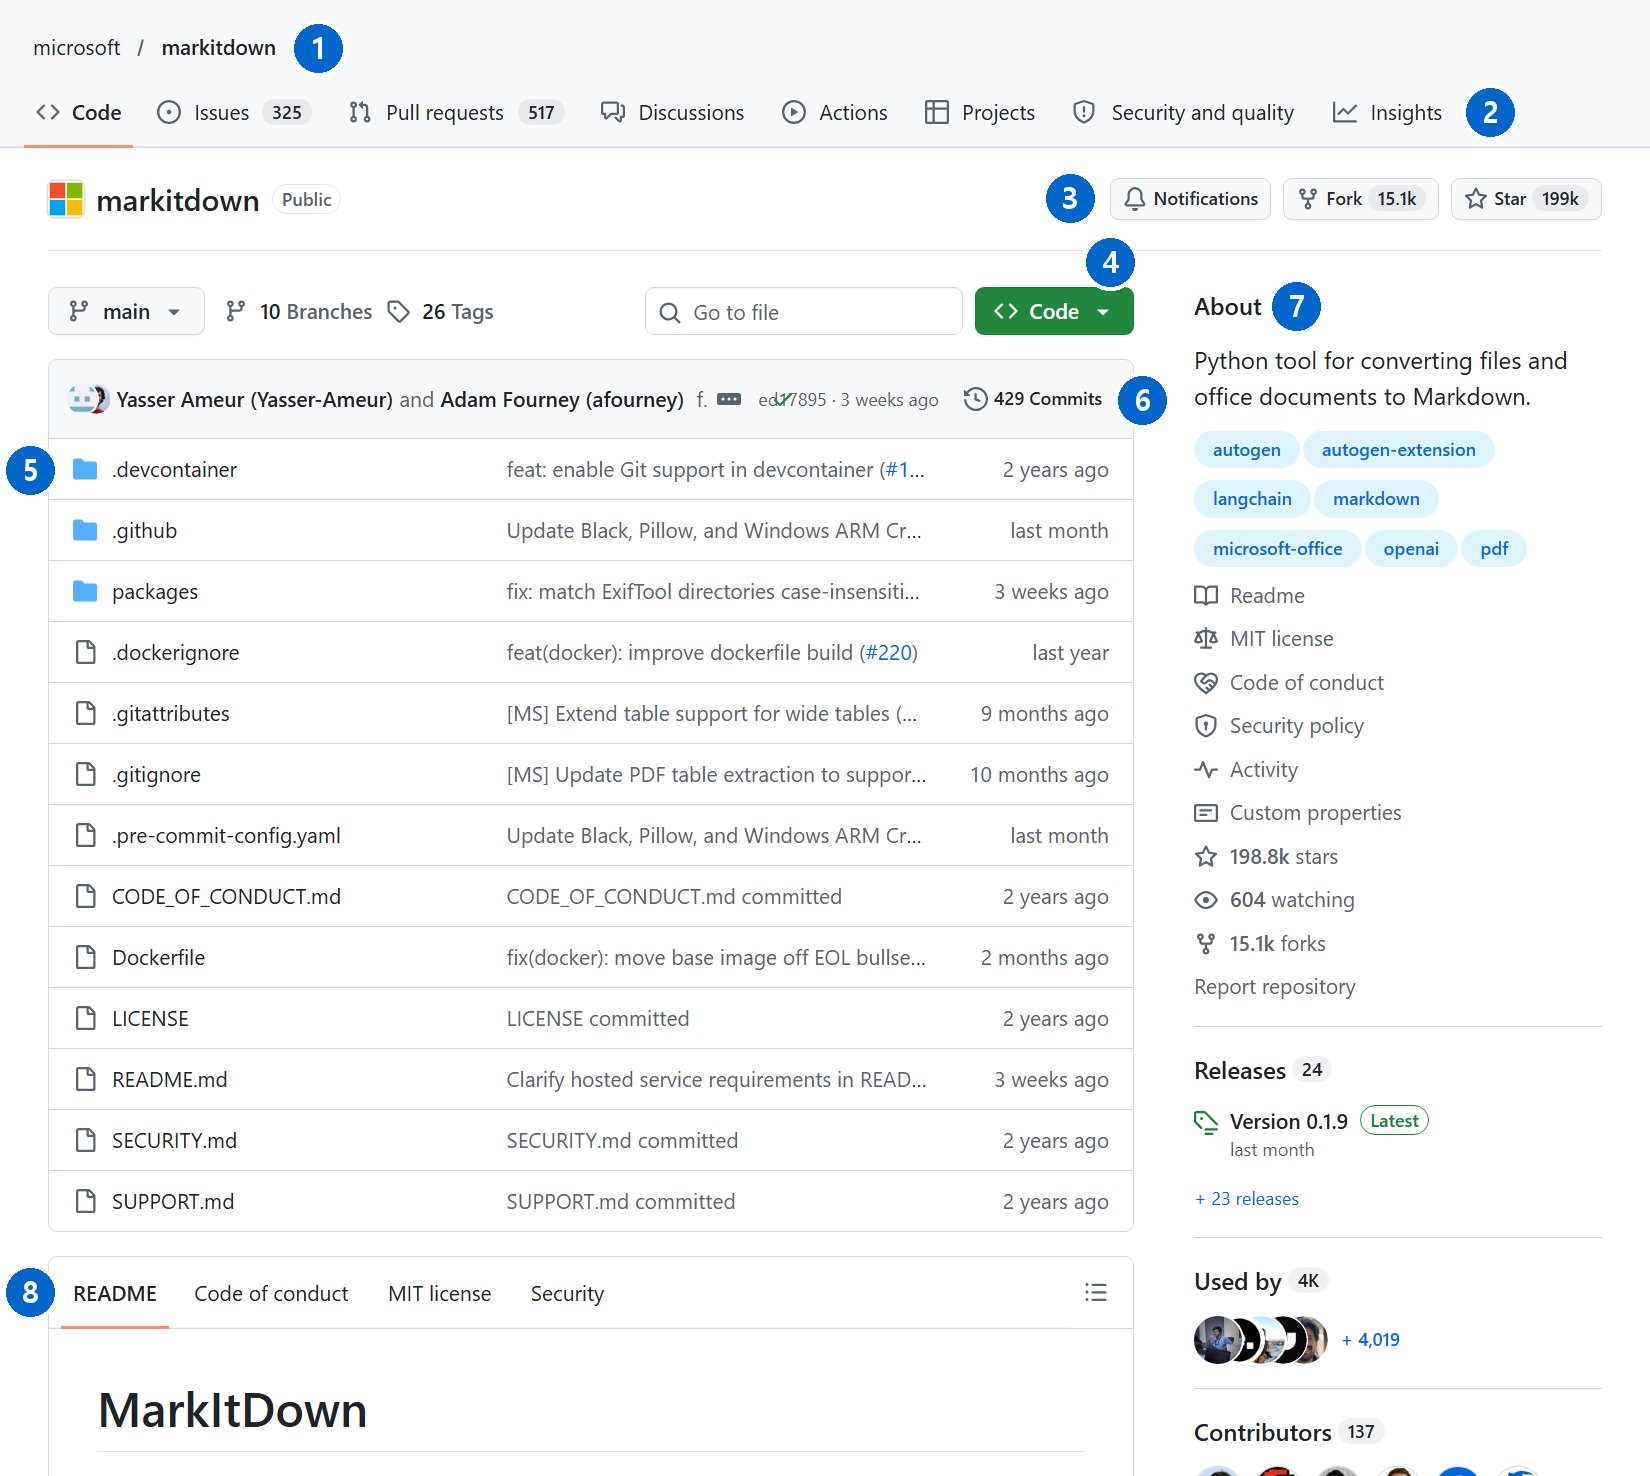 microsoft / markitdown 1
Code Issues 325 Pull requests 517 Discussions Actions Projects Security and quality Insights 2
markitdown Public 3 Notifications Fork 15.1k Star 199k
4
main 10 Branches 26 Tags Go to file Code
Yasser Ameur (Yasser-Ameur) and Adam Fourney (afourney) f. ... · 3 weeks ago 429 Commits 6
5 .devcontainer feat: enable Git support in devcontainer (#1... 2 years ago
.github Update Black, Pillow, and Windows ARM Cr... last month
packages fix: match ExifTool directories case-insensiti... 3 weeks ago
.dockerignore feat(docker): improve dockerfile build (#220) last year
.gitattributes [MS] Extend table support for wide tables (... 9 months ago
.gitignore [MS] Update PDF table extraction to suppor... 10 months ago
.pre-commit-config.yaml Update Black, Pillow, and Windows ARM Cr... last month
CODE_OF_CONDUCT.md CODE_OF_CONDUCT.md committed 2 years ago
Dockerfile fix(docker): move base image off EOL bullse... 2 months ago
LICENSE LICENSE committed 2 years ago
README.md Clarify hosted service requirements in READ... 3 weeks ago
SECURITY.md SECURITY.md committed 2 years ago
SUPPORT.md SUPPORT.md committed 2 years ago
8 README Code of conduct MIT license Security
MarkItDown
About 7
Python tool for converting files and
office documents to Markdown.
autogen autogen-extension
langchain markdown
microsoft-office openai pdf
Readme
MIT license
Code of conduct
Security policy
Activity
Custom properties
198.8k stars
604 watching
15.1k forks
Report repository
Releases 24
Version 0.1.9 Latest
last month
+ 23 releases
Used by 4K
+ 4,019
Contributors 137